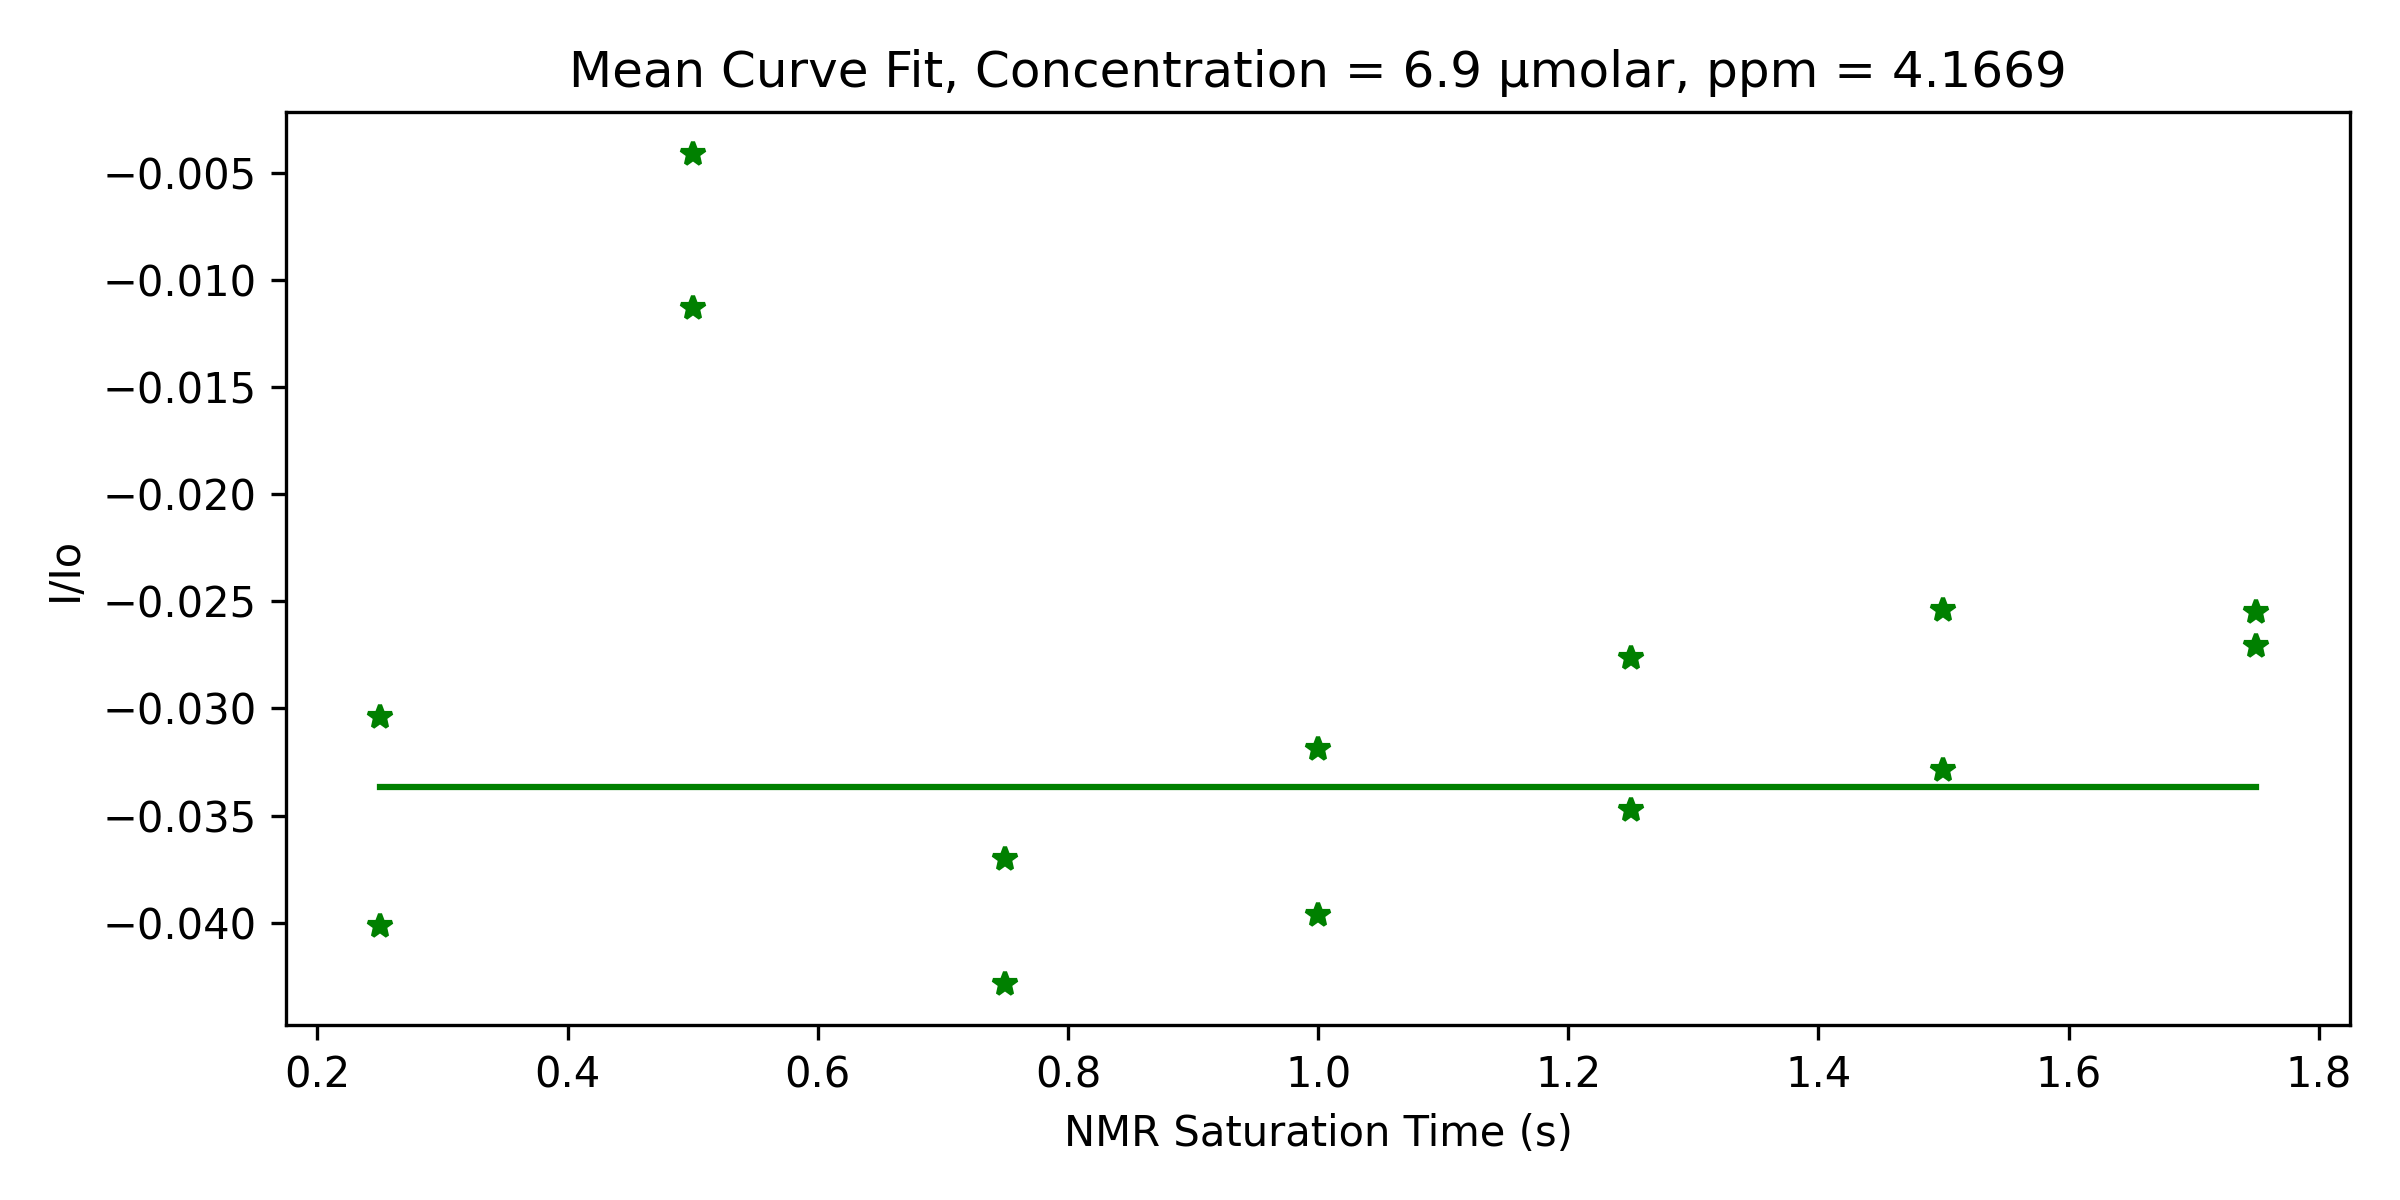 Mean Curve Fit, Concentration = 6.9 µmolar, ppm = 4.1669
−0.005
−0.010
−0.015
−0.020
−0.025
−0.030
−0.035
−0.040
I/Io
0.2 0.4 0.6 0.8 1.0 1.2 1.4 1.6 1.8
NMR Saturation Time (s)